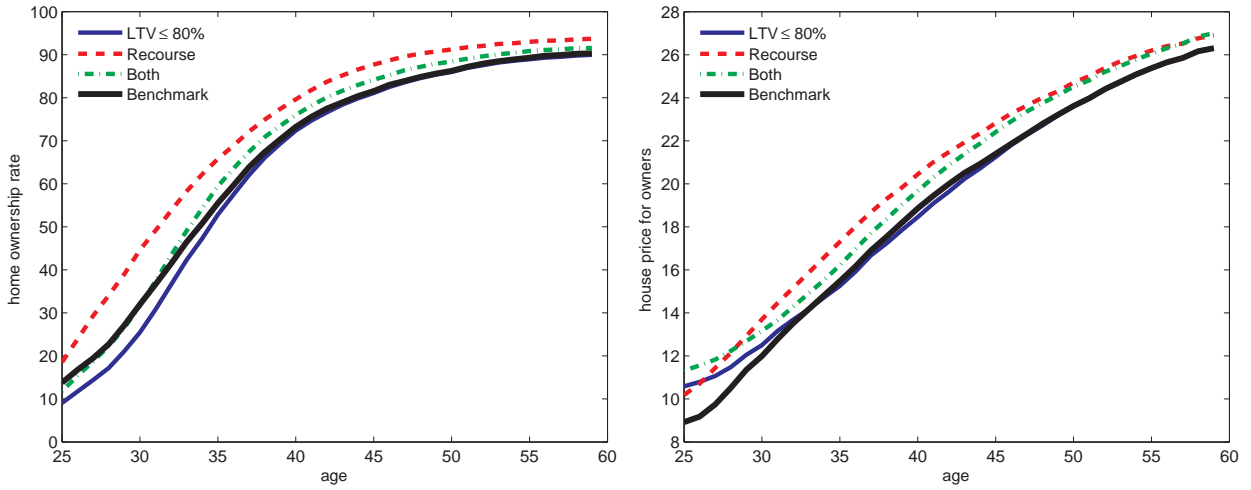 100
90
80
70
60
50
40
30
20
10
0
home ownership rate
LTV ≤ 80%
Recourse
Both
Benchmark
25 30 35 40 45 50 55 60
age
28
26
24
22
20
18
16
14
12
10
8
house price for owners
LTV ≤ 80%
Recourse
Both
Benchmark
25 30 35 40 45 50 55 60
age